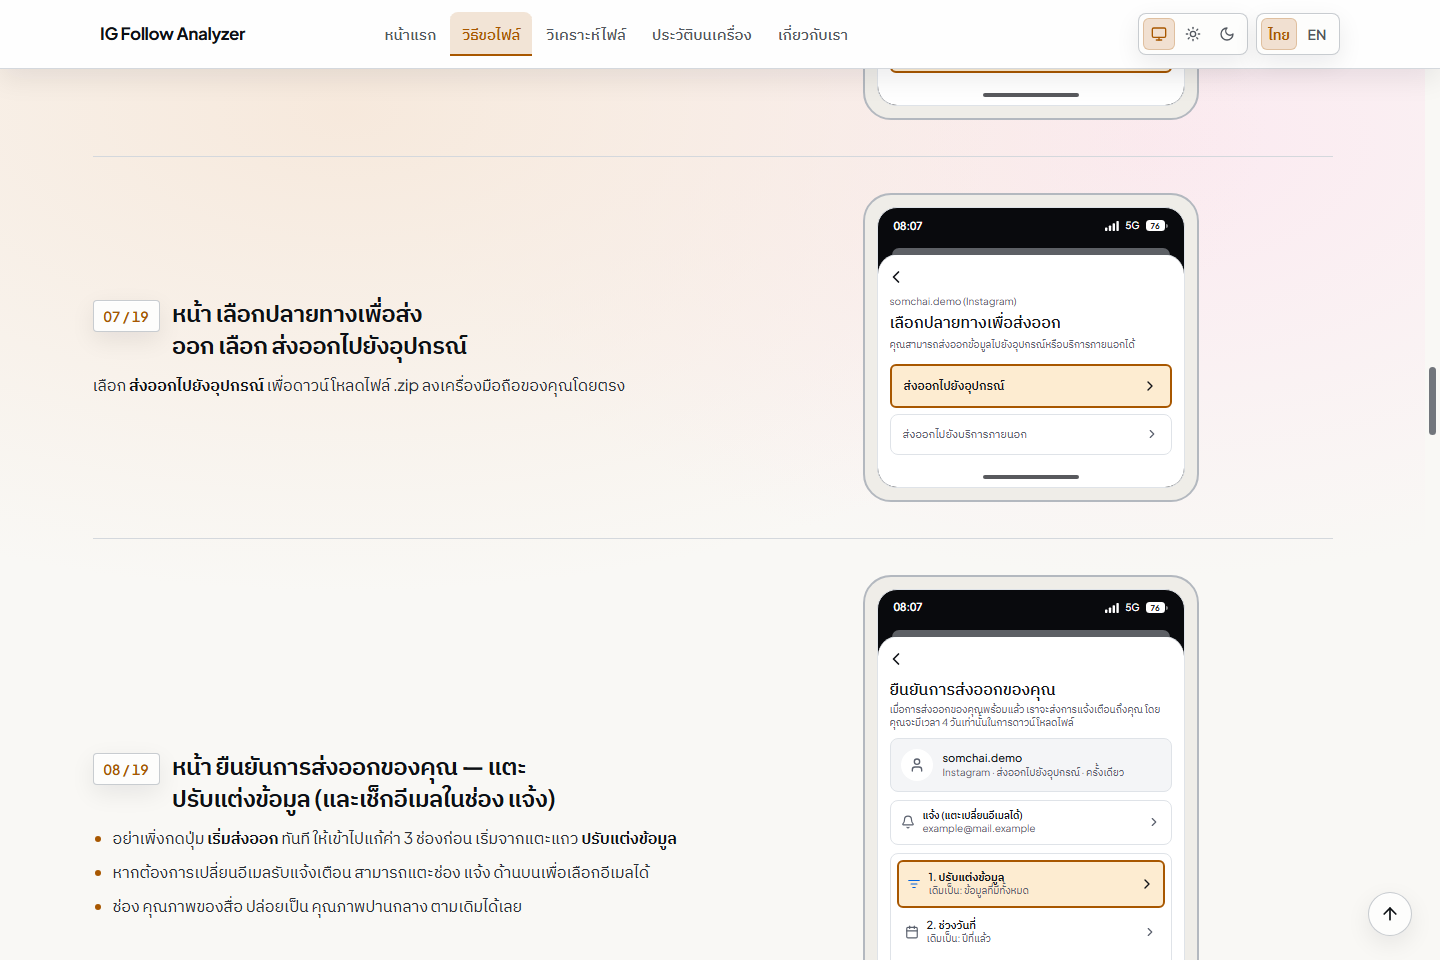 IG Follow Analyzer
หน้าแรก
วิธีขอไฟล์
วิเคราะห์ไฟล์
ประวัติบนเครื่อง
เกี่ยวกับเรา
ไทย
EN
07 / 19
หน้า เลือกปลายทางเพื่อส่ง
ออก เลือก ส่งออกไปยังอุปกรณ์
เลือก ส่งออกไปยังอุปกรณ์ เพื่อดาวน์โหลดไฟล์ .zip ลงเครื่องมือถือของคุณโดยตรง
08:07
5G
76
somchai.demo (Instagram)
เลือกปลายทางเพื่อส่งออก
คุณสามารถส่งออกข้อมูลไปยังอุปกรณ์หรือบริการภายนอกได้
ส่งออกไปยังอุปกรณ์
ส่งออกไปยังบริการภายนอก
08 / 19
หน้า ยืนยันการส่งออกของคุณ — แตะ
ปรับแต่งข้อมูล (และเช็กอีเมลในช่อง แจ้ง)
อย่าเพิ่งกดปุ่ม เริ่มส่งออก ทันที ให้เข้าไปแก้ค่า 3 ช่องก่อน เริ่มจากแตะแถว ปรับแต่งข้อมูล
หากต้องการเปลี่ยนอีเมลรับแจ้งเตือน สามารถแตะช่อง แจ้ง ด้านบนเพื่อเลือกอีเมลได้
ช่อง คุณภาพของสื่อ ปล่อยเป็น คุณภาพปานกลาง ตามเดิมได้เลย
08:07
5G
76
ยืนยันการส่งออกของคุณ
เมื่อการส่งออกของคุณพร้อมแล้ว เราจะส่งการแจ้งเตือนถึงคุณ โดย
คุณจะมีเวลา 4 วันเท่านั้นในการดาวน์โหลดไฟล์
somchai.demo
Instagram · ส่งออกไปยังอุปกรณ์ · ครั้งเดียว
แจ้ง (แตะเปลี่ยนอีเมลได้)
example@mail.example
1. ปรับแต่งข้อมูล
เดิมเป็น: ข้อมูลที่มีทั้งหมด
2. ช่วงวันที่
เดิมเป็น: ปีที่แล้ว